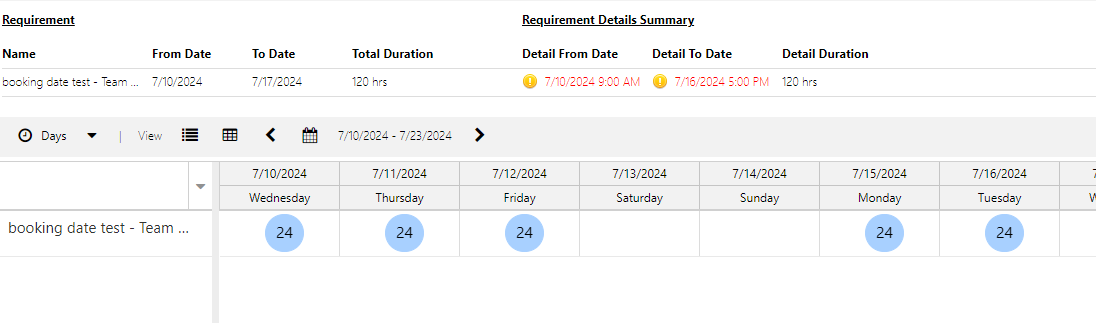 Requirement Requirement Details Summary
Name From Date To Date Total Duration Detail From Date Detail To Date Detail Duration
booking date test - Team ... 7/10/2024 7/17/2024 120 hrs 7/10/2024 9:00 AM 7/16/2024 5:00 PM 120 hrs
Days | View 7/10/2024 - 7/23/2024
7/10/2024 7/11/2024 7/12/2024 7/13/2024 7/14/2024 7/15/2024 7/16/2024 7
Wednesday Thursday Friday Saturday Sunday Monday Tuesday W
booking date test - Team ... 24 24 24 24 24